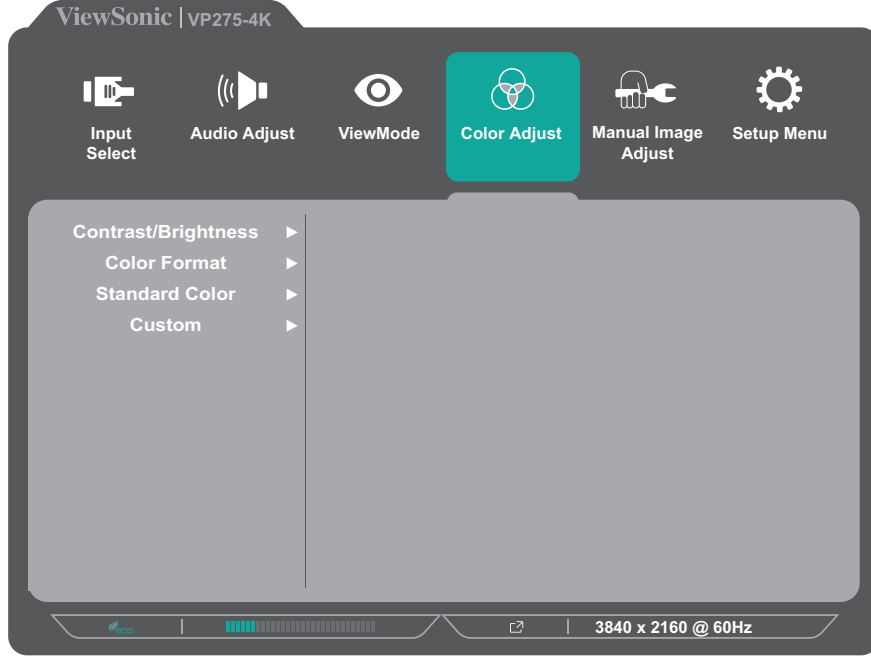 ViewSonic | VP275-4K
Input
Select
Audio Adjust
ViewMode
Color Adjust
Manual Image
Adjust
Setup Menu
Contrast/Brightness
Color Format
Standard Color
Custom
eco
3840 x 2160 @ 60Hz